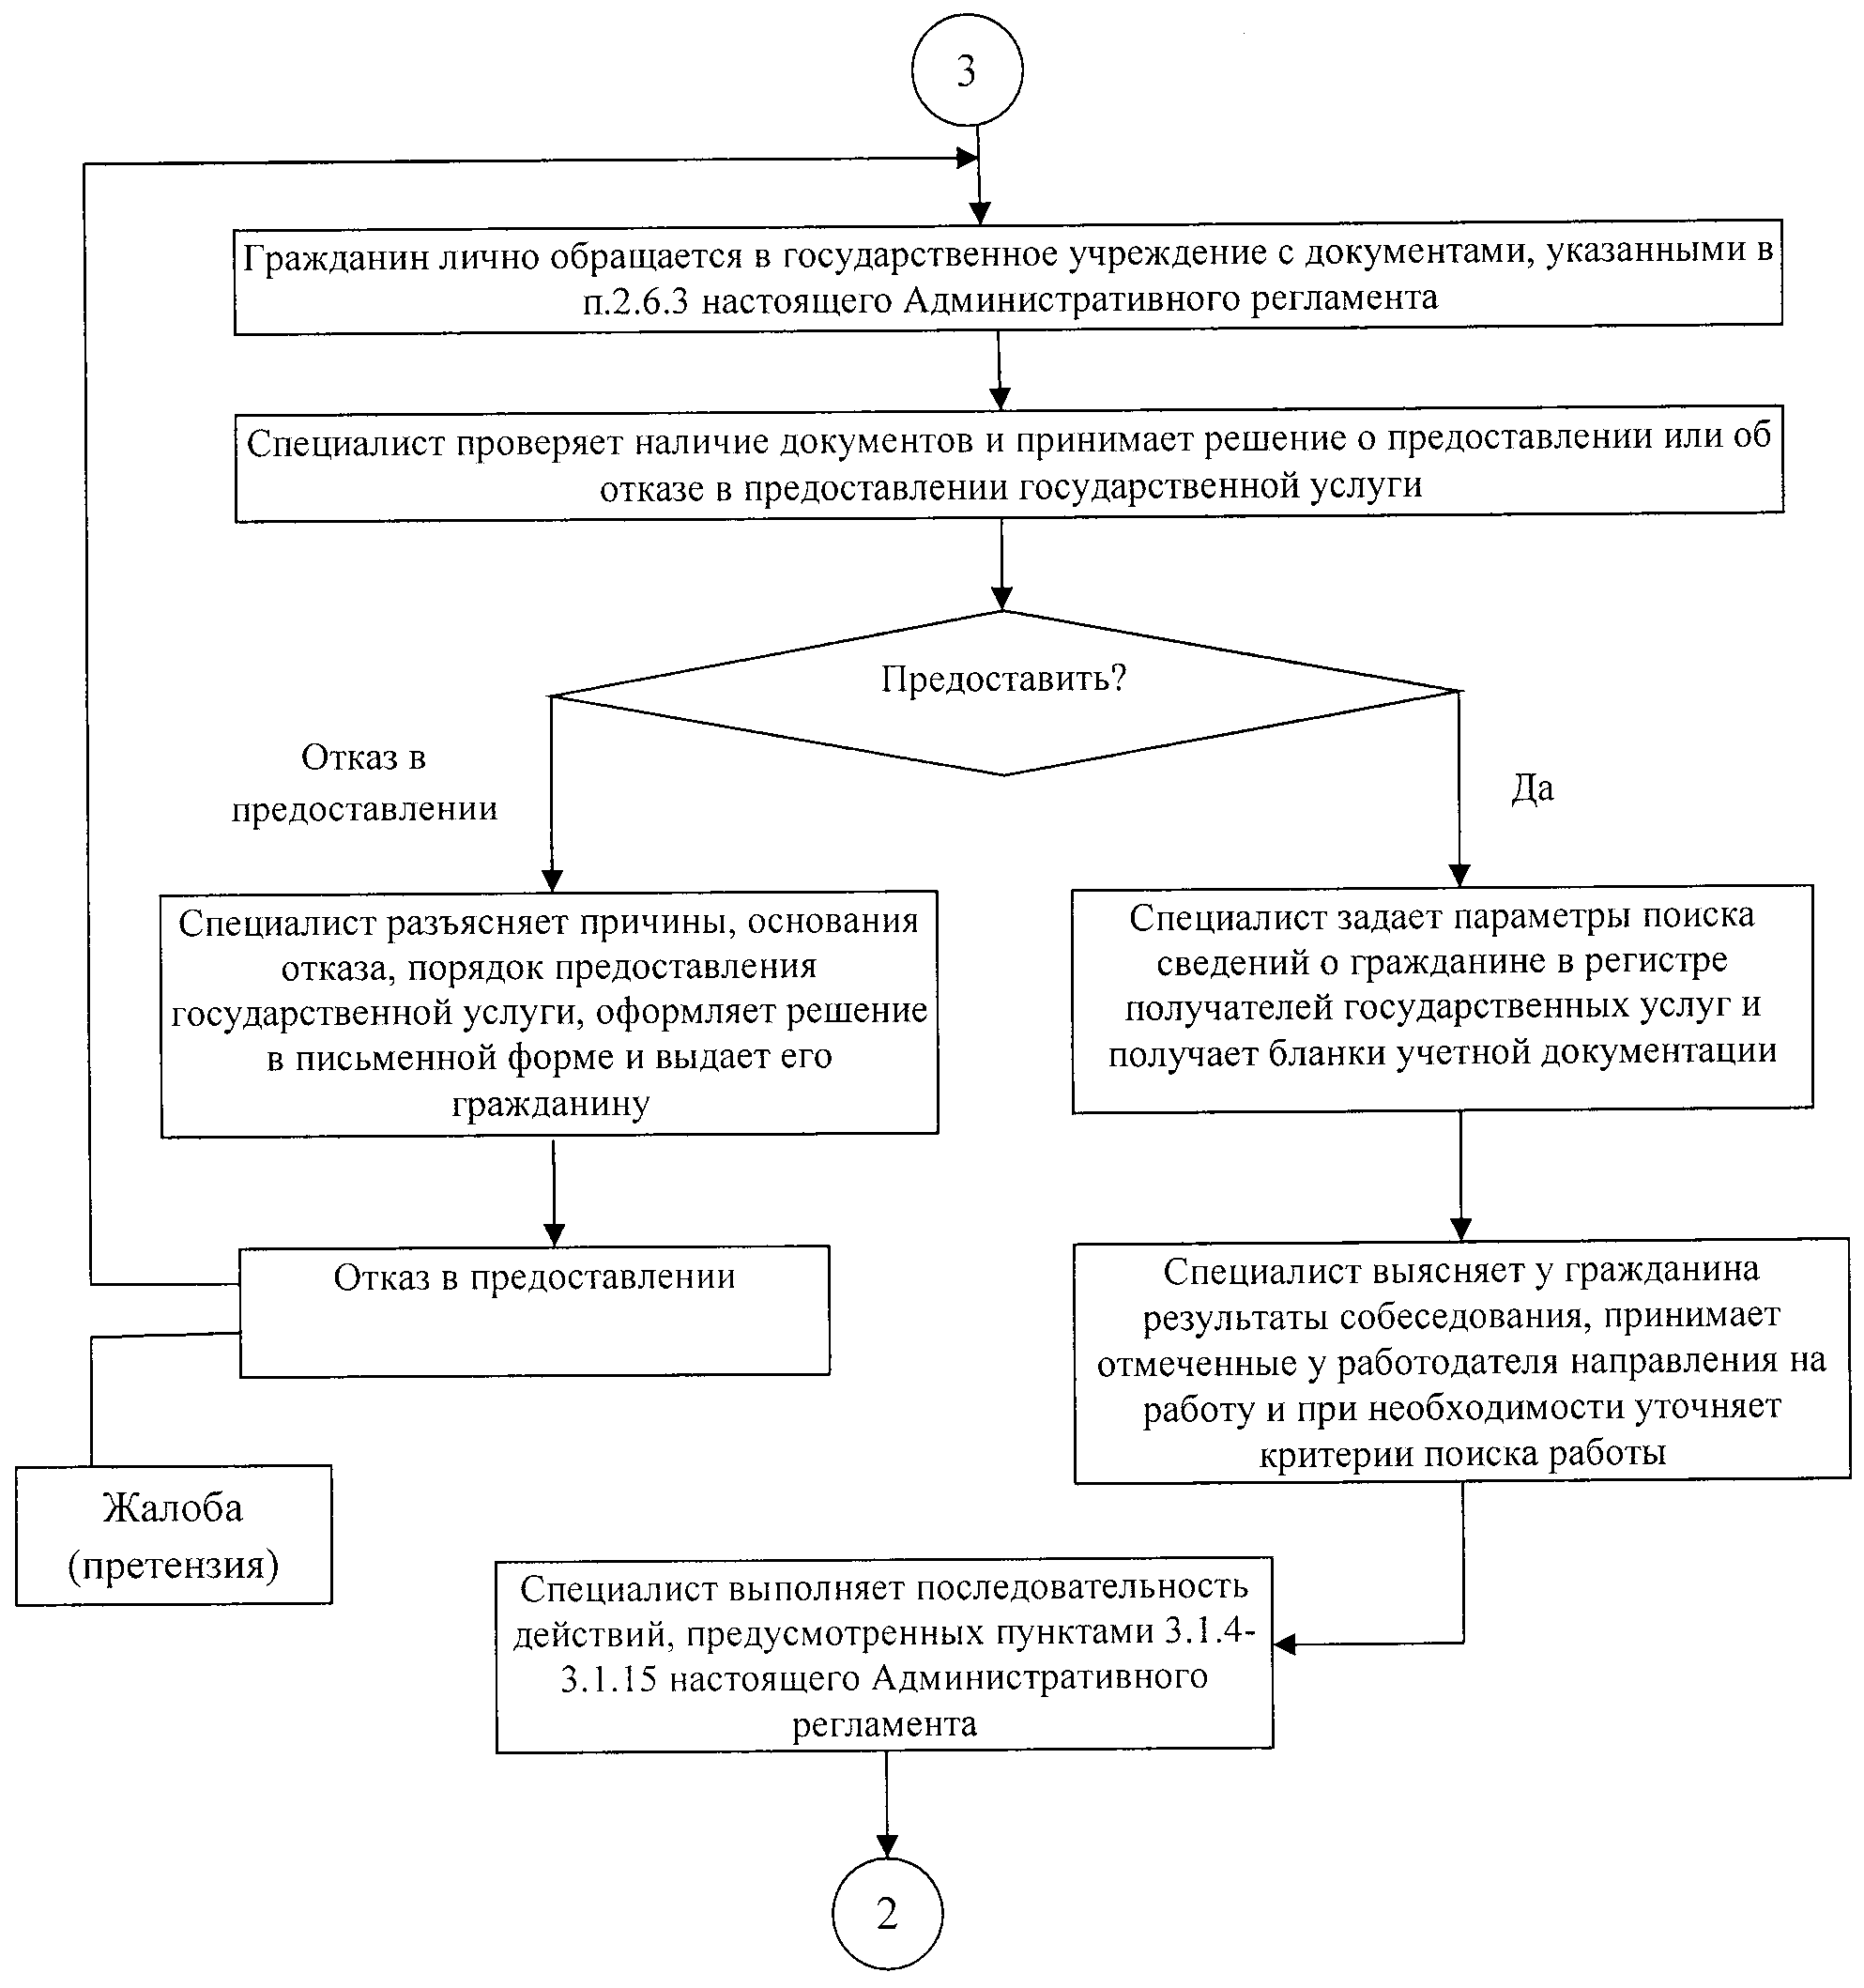 3
Гражданин лично обращается в государственное учреждение с документами, указанными в
п.2.6.3 настоящего Административного регламента
Специалист проверяет наличие документов и принимает решение о предоставлении или об
отказе в предоставлении государственной услуги
Предоставить?
Отказ в
предоставлении
Да
Специалист разъясняет причины, основания
отказа, порядок предоставления
государственной услуги, оформляет решение
в письменной форме и выдает его
гражданину
Специалист задает параметры поиска
сведений о гражданине в регистре
получателей государственных услуг и
получает бланки учетной документации
Отказ в предоставлении
Специалист выясняет у гражданина
результаты собеседования, принимает
отмеченные у работодателя направления на
работу и при необходимости уточняет
критерии поиска работы
Жалоба
(претензия)
Специалист выполняет последовательность
действий, предусмотренных пунктами 3.1.4-
3.1.15 настоящего Административного
регламента
2